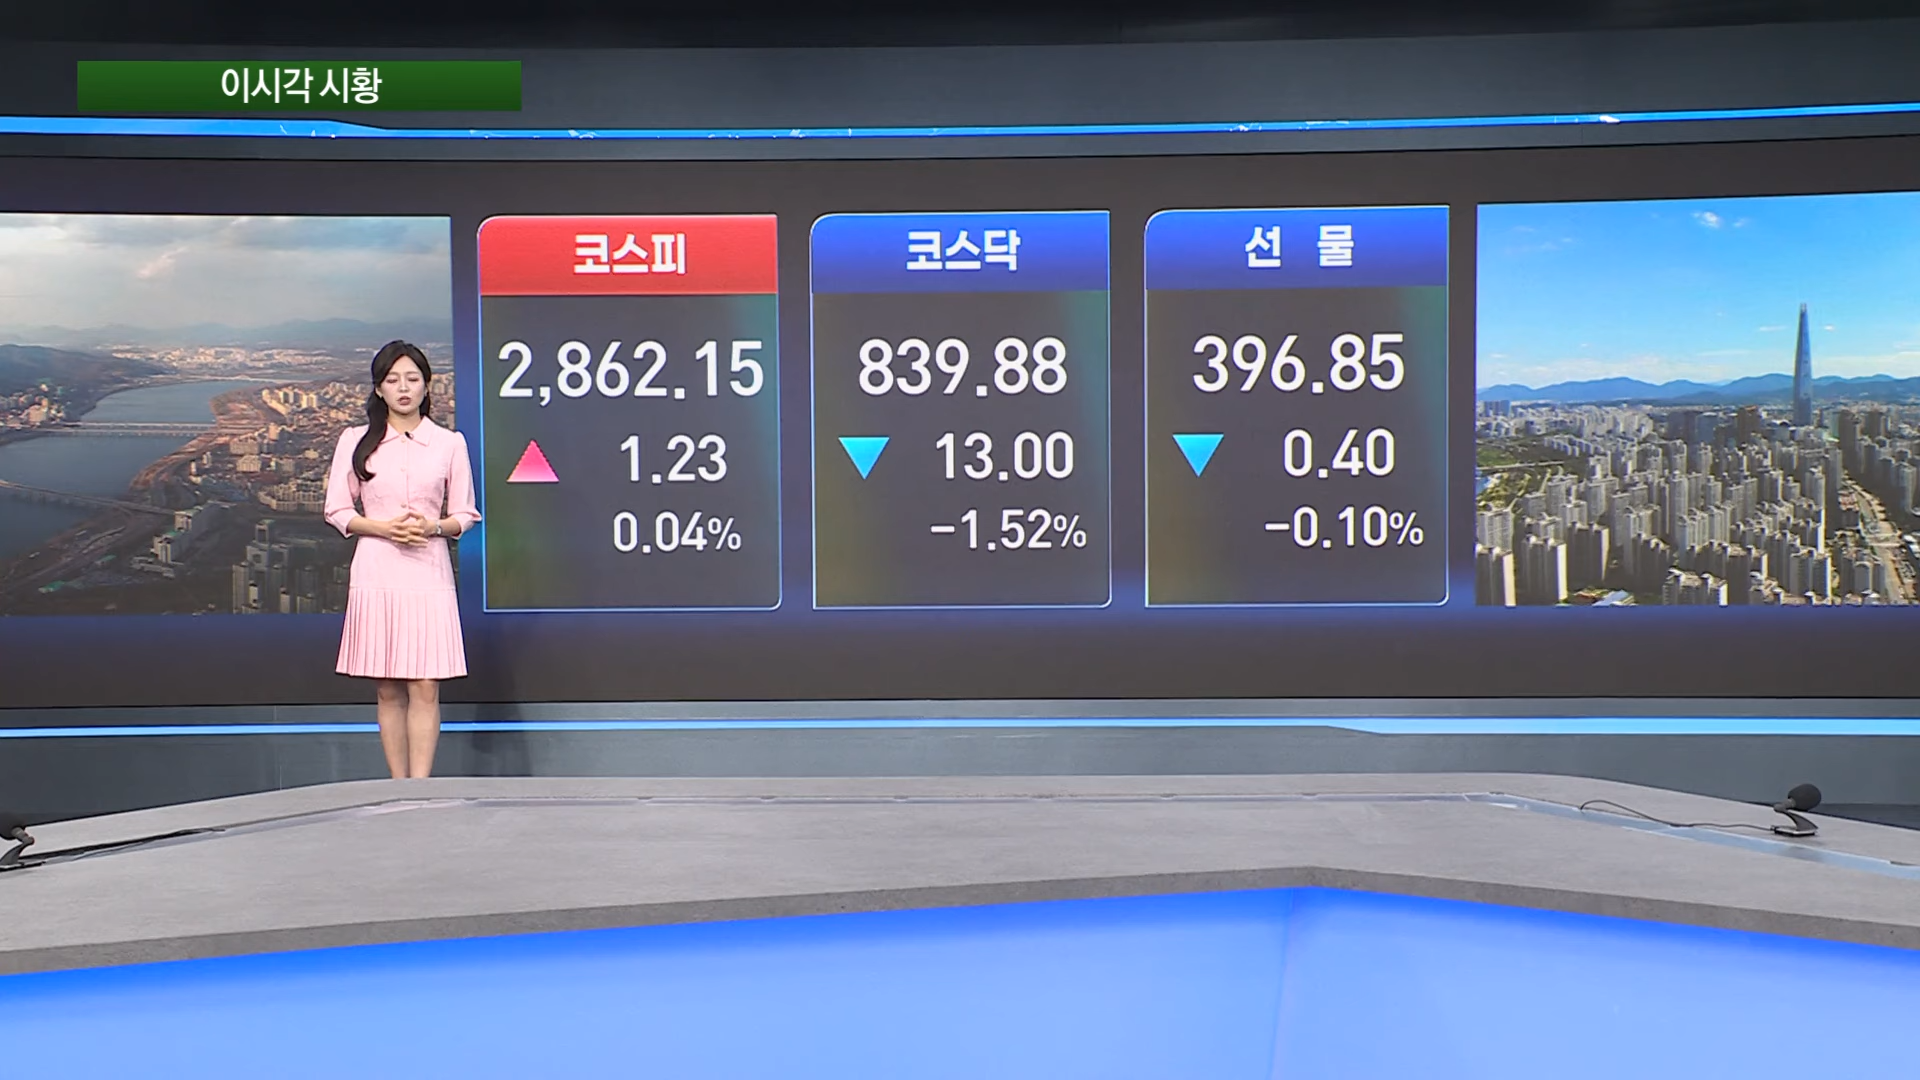 이시각 시황
코스피
2,862.15
▲ 1.23
0.04%
코스닥
839.88
▼ 13.00
-1.52%
선 물
396.85
▼ 0.40
-0.10%